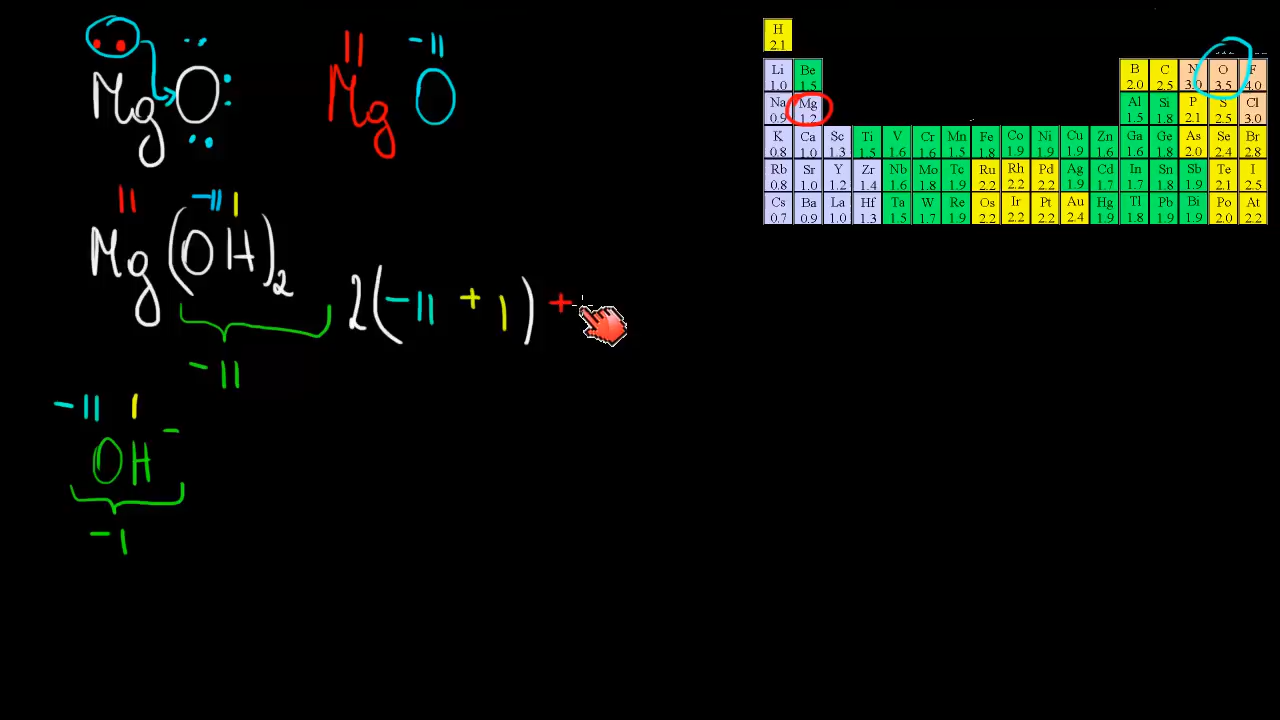 Mg O
II -II
Mg O
II -II I
Mg(OH)2
2(-II + I) +
-II
-II I
OH-
-I
H
2.1
Li Be B C N O F
1.0 1.5 2.0 2.5 3.0 3.5 4.0
Na Mg Al Si P S Cl
0.9 1.2 1.5 1.8 2.1 2.5 3.0
K Ca Sc Ti V Cr Mn Fe Co Ni Cu Zn Ga Ge As Se Br
0.8 1.0 1.3 1.5 1.6 1.6 1.5 1.8 1.9 1.9 1.9 1.6 1.6 1.8 2.0 2.4 2.8
Rb Sr Y Zr Nb Mo Tc Ru Rh Pd Ag Cd In Sn Sb Te I
0.8 1.0 1.2 1.4 1.6 1.8 1.9 2.2 2.2 2.2 1.9 1.7 1.7 1.8 1.9 2.1 2.5
Cs Ba La Hf Ta W Re Os Ir Pt Au Hg Tl Pb Bi Po At
0.7 0.9 1.0 1.3 1.5 1.7 1.9 2.2 2.2 2.2 2.4 1.9 1.8 1.9 1.9 2.0 2.2